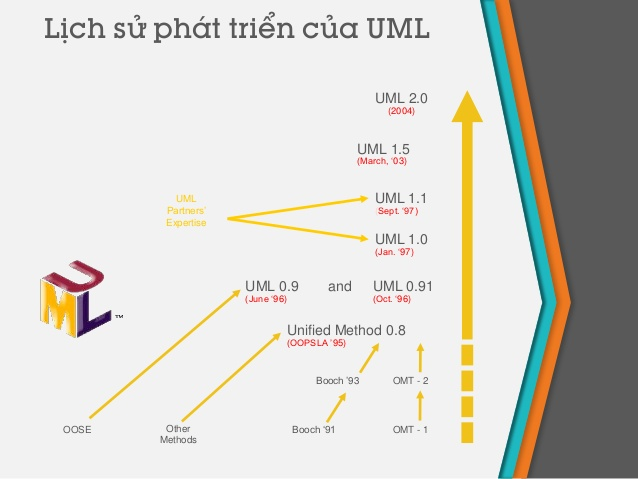 Lịch sử phát triển của UML
UML 2.0
(2004)
UML 1.5
(March, '03)
UML
Partners'
Expertise
UML 1.1
Sept. '97)
UML 1.0
(Jan. '97)
UML 0.9 and UML 0.91
(June '96) (Oct. '96)
UML ™
Unified Method 0.8
(OOPSLA '95)
Booch '93 OMT - 2
OOSE Other Booch '91 OMT - 1
Methods